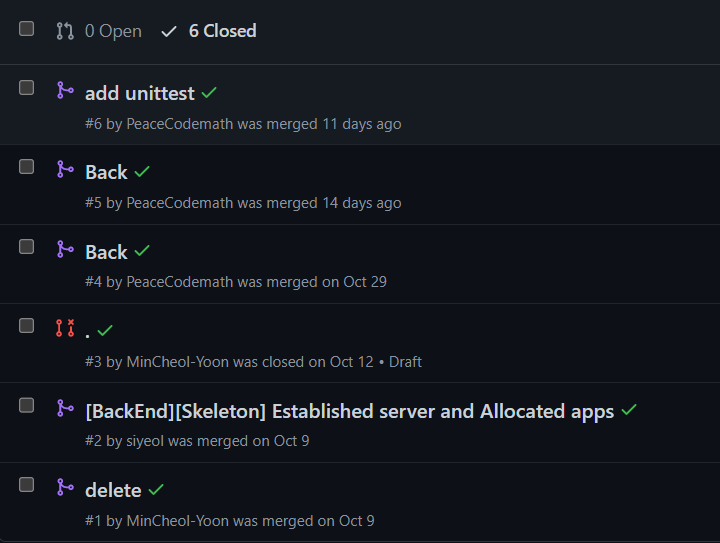 0 Open 6 Closed
add unittest
#6 by PeaceCodemath was merged 11 days ago
Back
#5 by PeaceCodemath was merged 14 days ago
Back
#4 by PeaceCodemath was merged on Oct 29
.
#3 by MinCheol-Yoon was closed on Oct 12 • Draft
[BackEnd][Skeleton] Established server and Allocated apps
#2 by siyeol was merged on Oct 9
delete
#1 by MinCheol-Yoon was merged on Oct 9